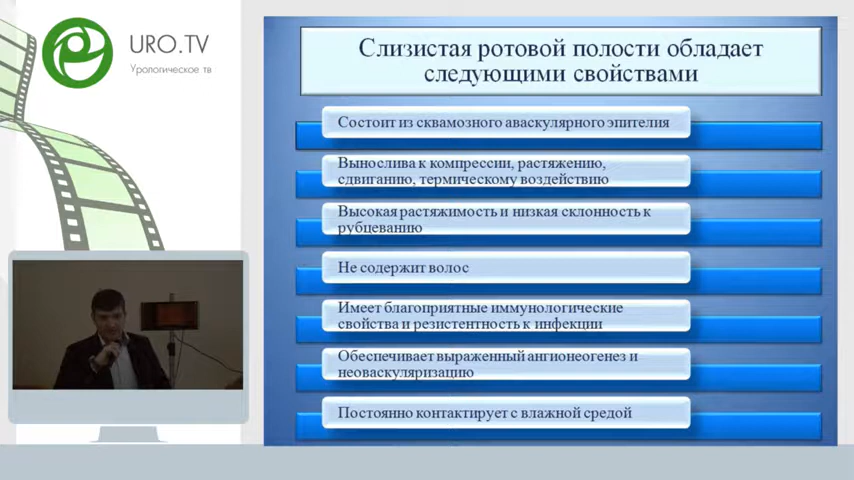 URO.TV
Урологическое тв
Слизистая ротовой полости обладает
следующими свойствами
Состоит из сквамозного аваскулярного эпителия
Вынослива к компрессии, растяжению,
сдвиганию, термическому воздействию
Высокая растяжимость и низкая склонность к
рубцеванию
Не содержит волос
Имеет благоприятные иммунологические
свойства и резистентность к инфекции
Обеспечивает выраженный ангионеогенез и
неоваскуляризацию
Постоянно контактирует с влажной средой